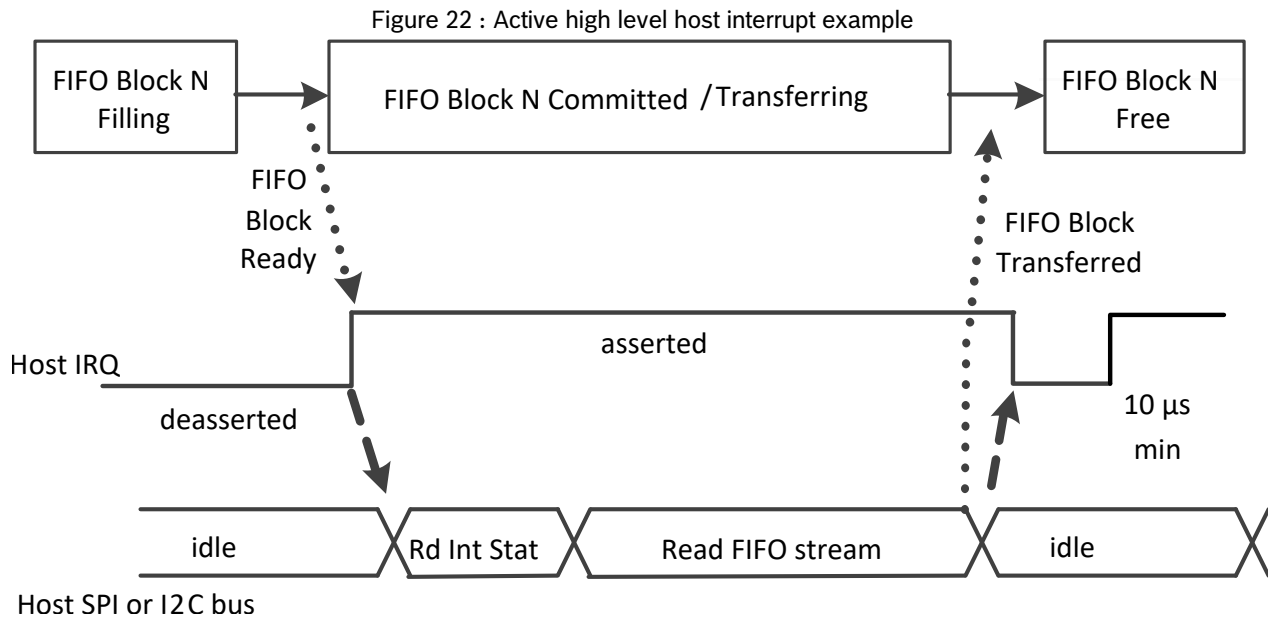 Figure 22 : Active high level host interrupt example
FIFO Block N
Filling
FIFO Block N Committed /Transferring
FIFO Block N
Free
FIFO
Block
Ready
FIFO Block
Transferred
Host IRQ
asserted
deasserted
10 µs
min
idle
Rd Int Stat
Read FIFO stream
idle
Host SPI or I2C bus